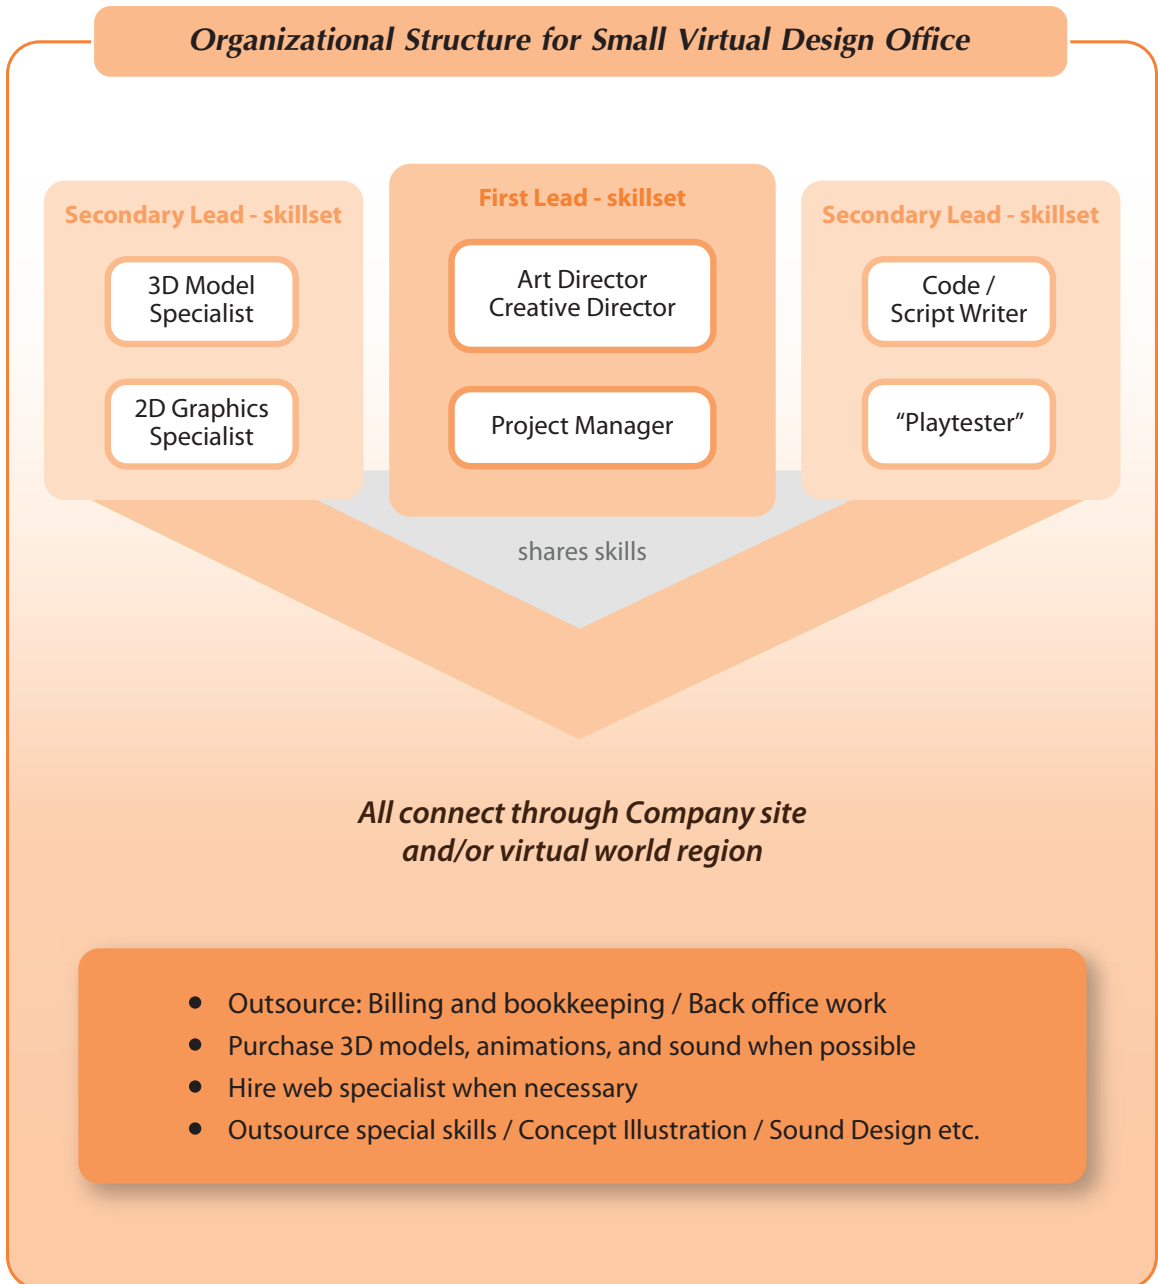 Organizational Structure for Small Virtual Design Office
Secondary Lead - skillset
3D Model
Specialist
2D Graphics
Specialist
First Lead - skillset
Art Director
Creative Director
Project Manager
Secondary Lead - skillset
Code /
Script Writer
“Playtester”
shares skills
All connect through Company site
and/or virtual world region
• Outsource: Billing and bookkeeping / Back office work
• Purchase 3D models, animations, and sound when possible
• Hire web specialist when necessary
• Outsource special skills / Concept Illustration / Sound Design etc.